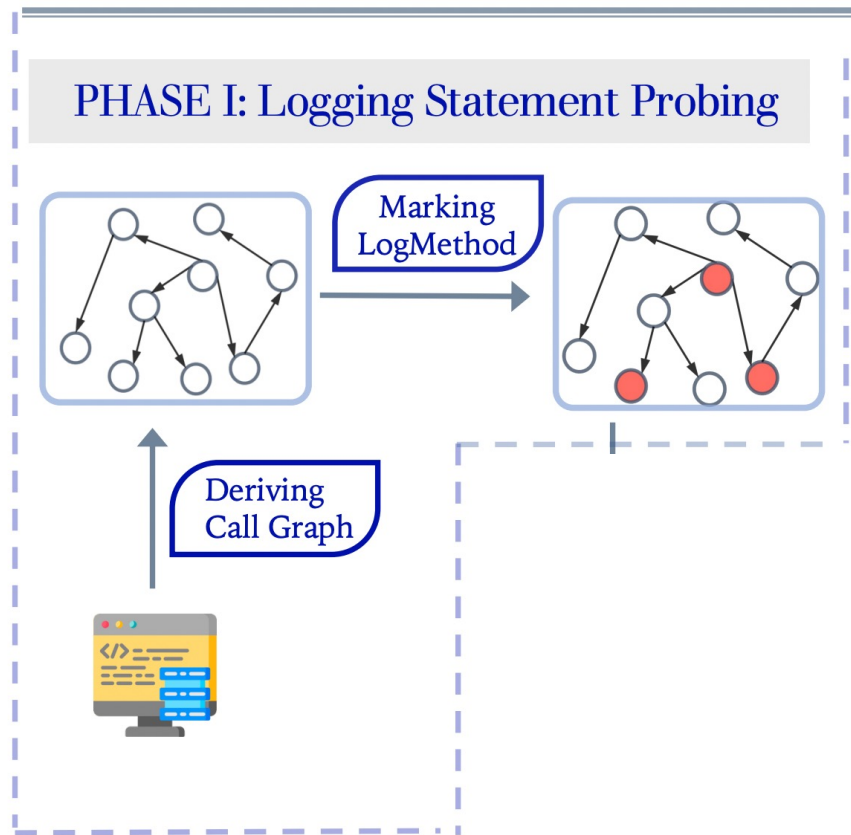 PHASE I: Logging Statement Probing
Marking
LogMethod
Deriving
Call Graph
</>